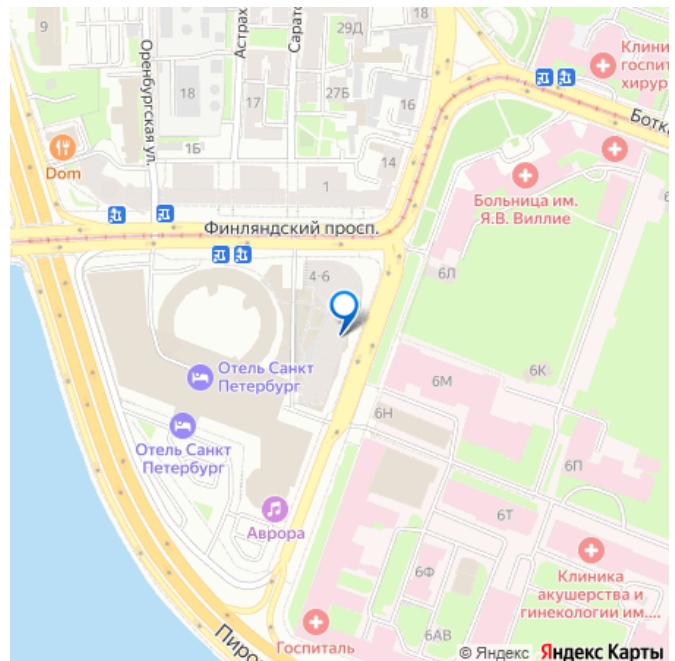 9
18
29Д
Клини
госпит
хирур
Оренбургская ул.
Астрах
Сарато
18
17
27Б
16
Ботк
Dom
1Б
14
1
Больница им.
Я.В. Виллие
Финляндский просп.
4-6
6Л
Отель Санкт
Петербург
6М
6К
6Н
Отель Санкт
Петербург
6П
Аврора
6Т
6Ф
Клиника
акушерства и
гинекологии им....
Пиро
Госпиталь
6АВ
© Яндекс Яндекс Карты